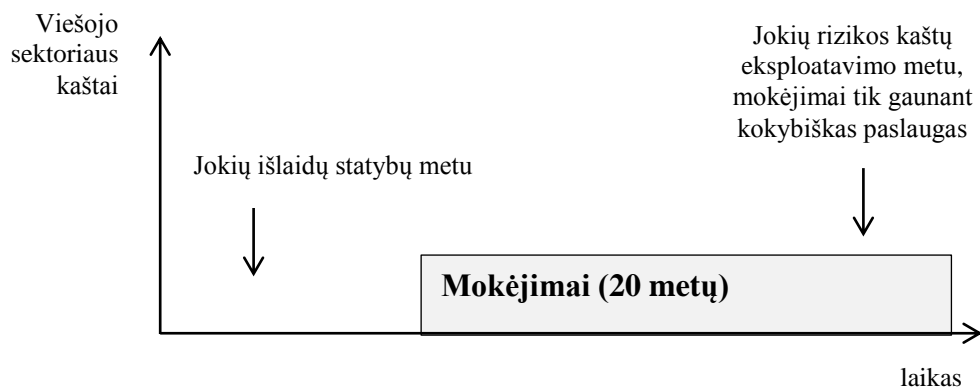 Viešojo
sektoriaus
kaštai
Jokių rizikos kaštų
eksploatavimo metu,
mokėjimai tik gaunant
kokybiškas paslaugas
Jokių išlaidų statybų metu
Mokėjimai (20 metų)
laikas